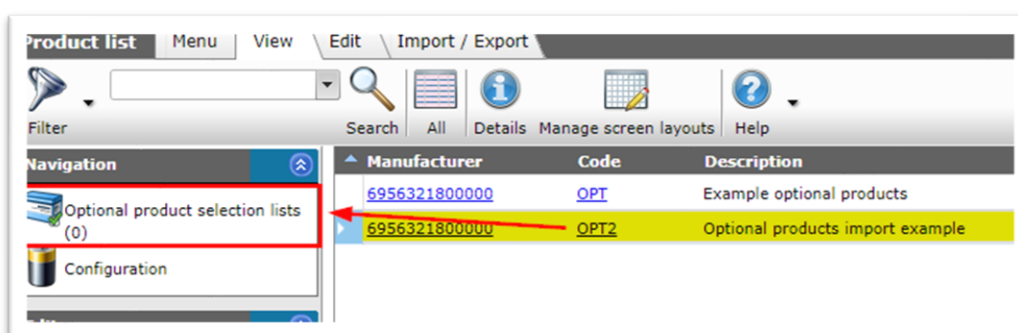 Product list Menu View Edit Import / Export
Filter Search All Details Manage screen layouts Help
Navigation
Optional product selection lists
(0)
Configuration
Manufacturer Code Description
6956321800000 OPT Example optional products
6956321800000 OPT2 Optional products import example